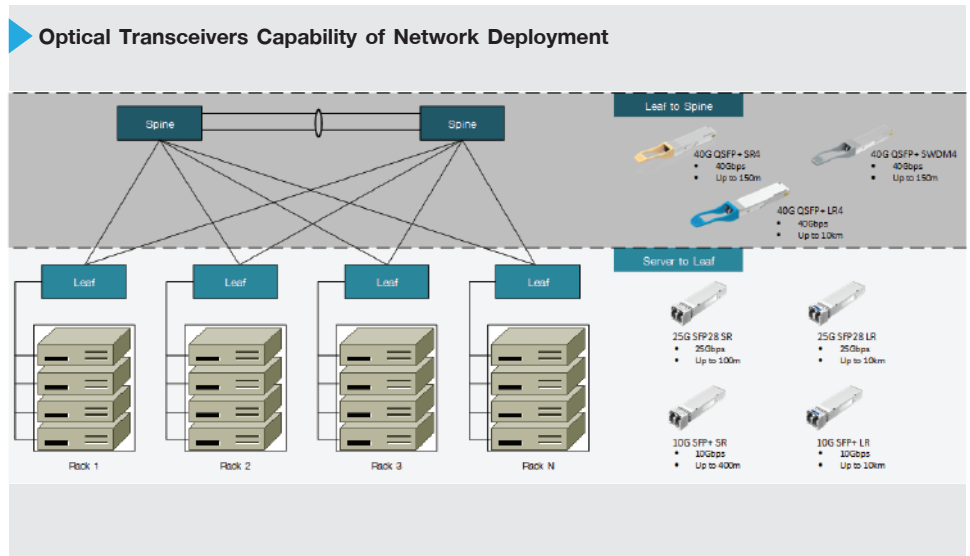 Optical Transceivers Capability of Network Deployment
Spine
Spine
Leaf to Spine
40G QSFP+ SR4
• 40Gbps
• Up to 150m
40G QSFP+ SWDM4
• 40Gbps
• Up to 150m
40G QSFP+ LR4
• 40Gbps
• Up to 10km
Leaf
Leaf
Leaf
Leaf
Server to Leaf
25G SFP28 SR
• 25Gbps
• Up to 100m
25G SFP28 LR
• 25Gbps
• Up to 10km
10G SFP+ SR
• 10Gbps
• Up to 400m
10G SFP+ LR
• 10Gbps
• Up to 10km
Rack 1
Rack 2
Rack 3
Rack N